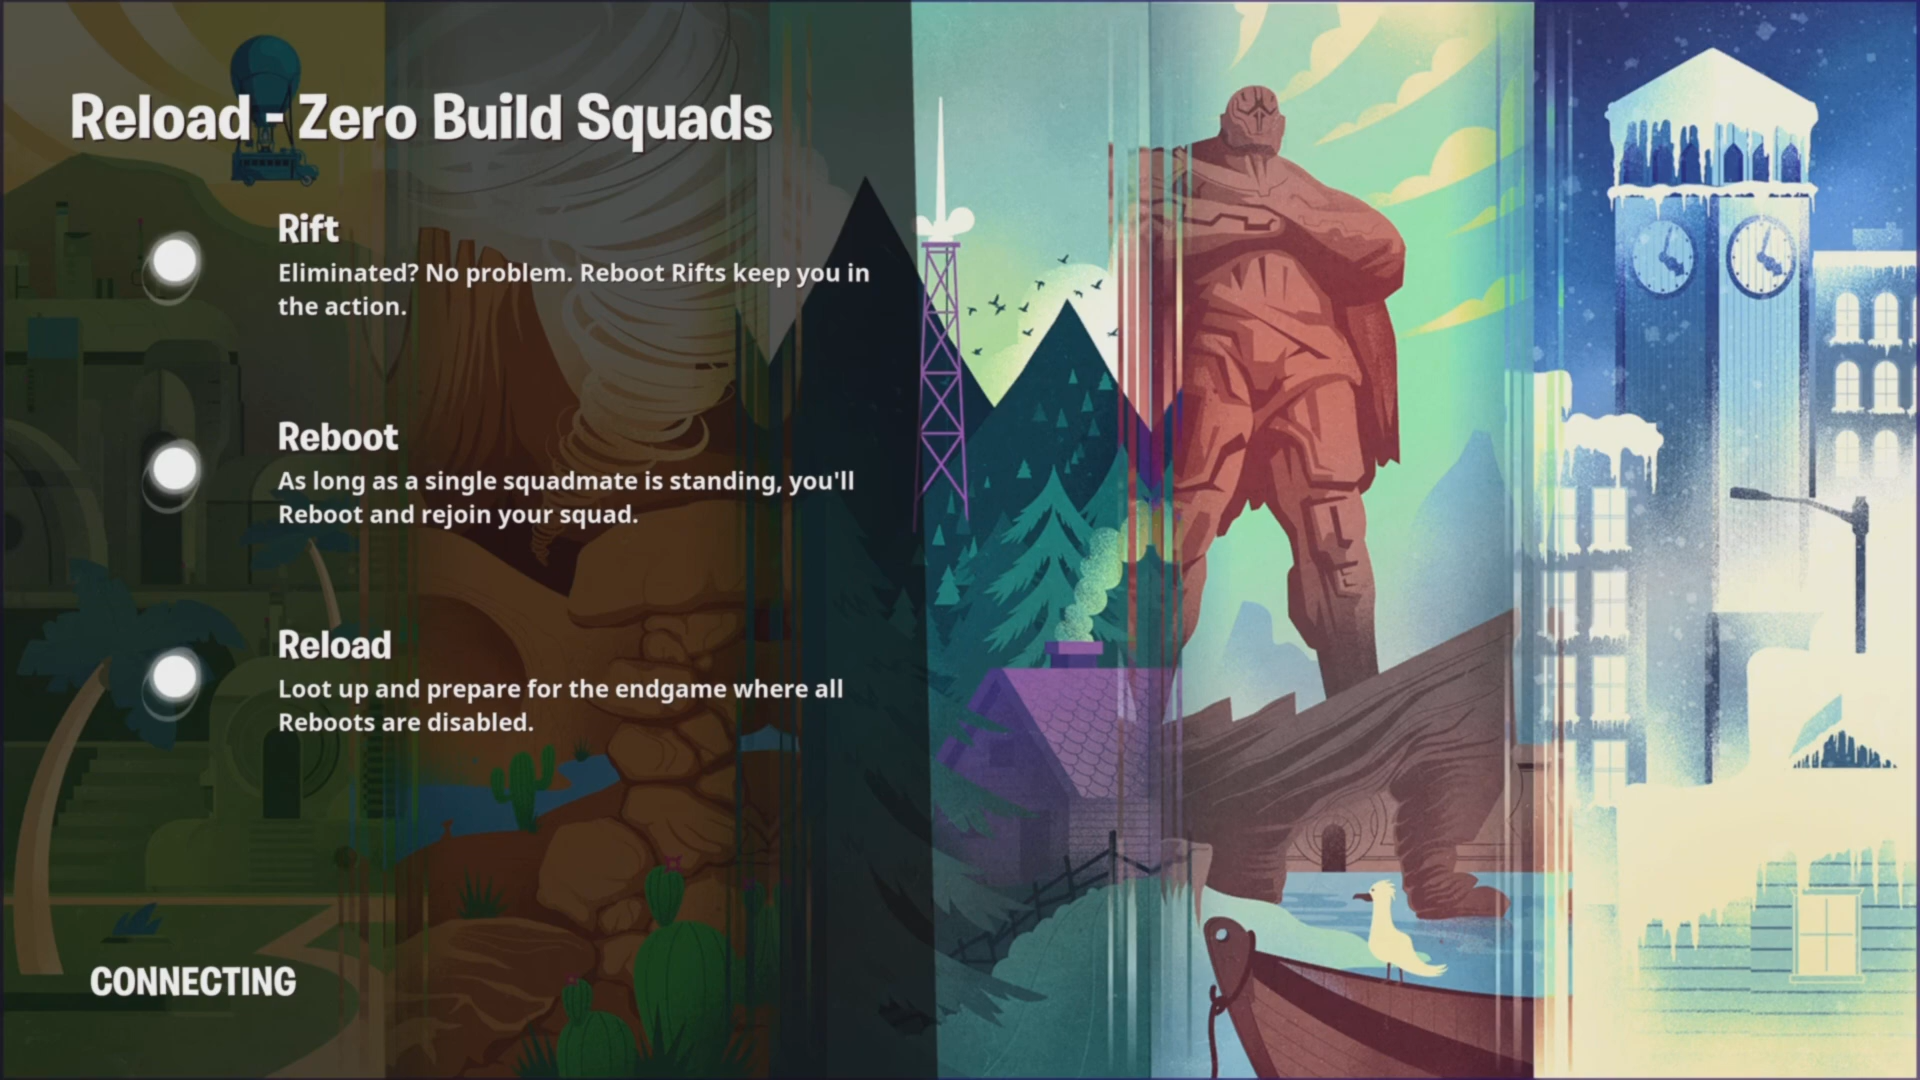 Reload - Zero Build Squads
Rift
Eliminated? No problem. Reboot Rifts keep you in
the action.
Reboot
As long as a single squadmate is standing, you'll
Reboot and rejoin your squad.
Reload
Loot up and prepare for the endgame where all
Reboots are disabled.
CONNECTING